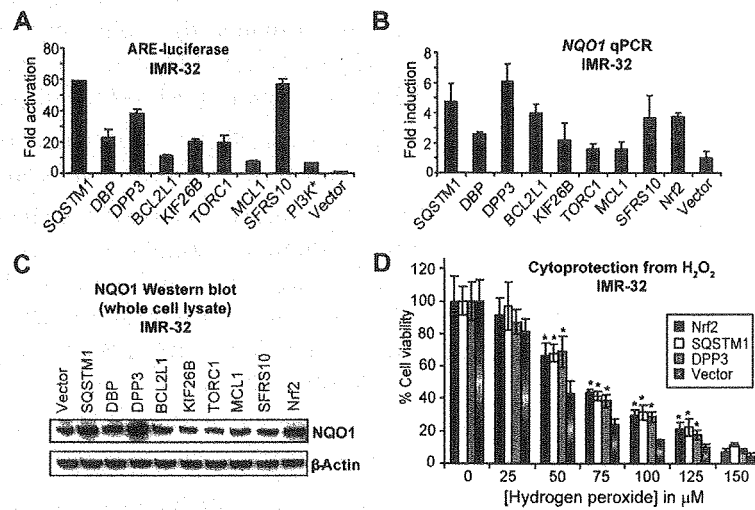 A
ARE-luciferase
IMR-32
Fold activation
80
60
40
20
0
SQSTM1
DBP
DPP3
BCL2L1
KIF26B
TORC1
MCL1
SFRS10
PI3K*
Vector
B
NQO1 qPCR
IMR-32
Fold induction
8
6
4
2
0
SQSTM1
DBP
DPP3
BCL2L1
KIF26B
TORC1
MCL1
SFRS10
Nrf2
Vector
C
NQO1 Western blot
(whole cell lysate)
IMR-32
Vector
SQSTM1
DBP
DPP3
BCL2L1
KIF26B
TORC1
MCL1
SFRS10
Nrf2
NQO1
β-Actin
D
Cytoprotection from H₂O₂
IMR-32
% Cell viability
120
100
80
60
40
20
0
Nrf2
SQSTM1
DPP3
Vector
* * *
* * *
* * *
* * *
0 25 50 75 100 125 150
[Hydrogen peroxide] in μM